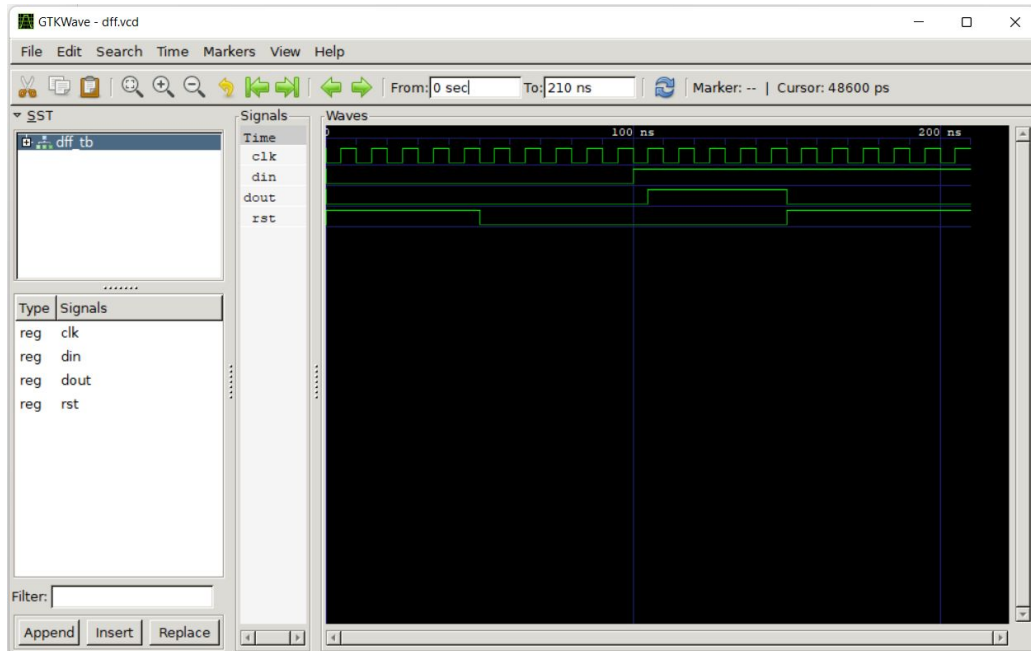 GTKWave - dff.vcd
File Edit Search Time Markers View Help
From: 0 sec To: 210 ns Marker: -- | Cursor: 48600 ps
SST
dff_tb
Type Signals
reg clk
reg din
reg dout
reg rst
Filter:
Append Insert Replace
Signals
Time
clk
din
dout
rst
Waves
0 100 ns 200 ns